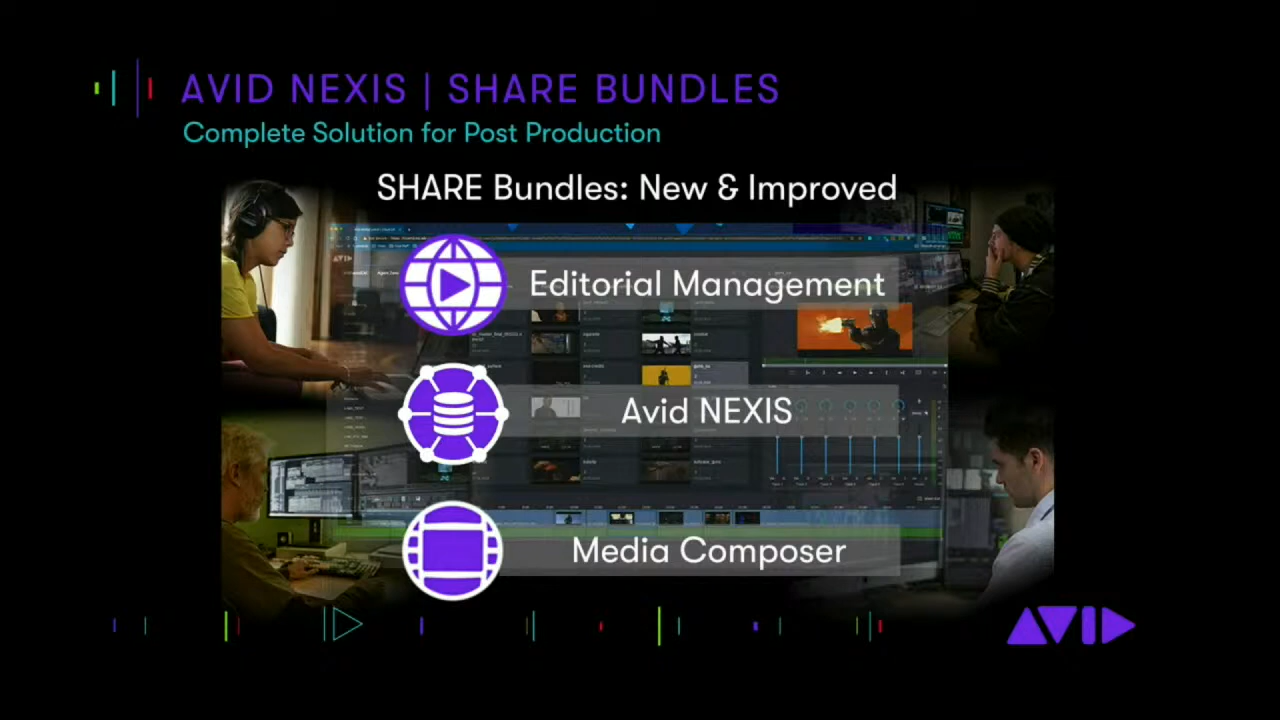 AVID NEXIS | SHARE BUNDLES
Complete Solution for Post Production
SHARE Bundles: New & Improved
Editorial Management
Avid NEXIS
Media Composer
AVID